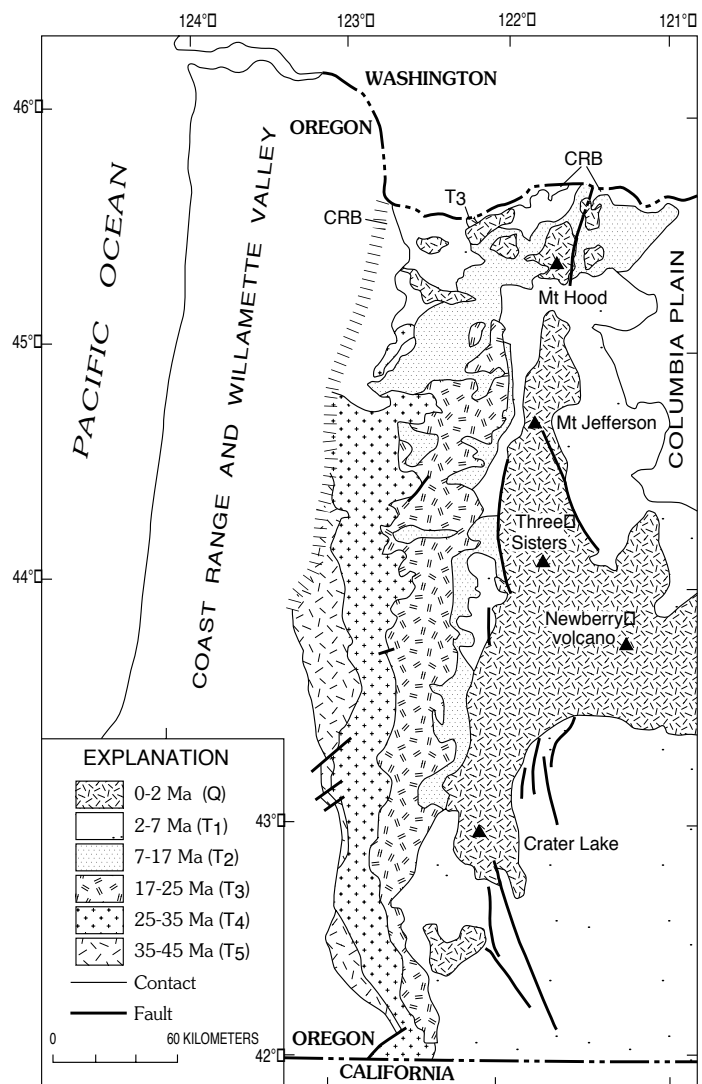 124°
123°
122°
121°
46°
WASHINGTON
OREGON
CRB
T3
CRB
PACIFIC OCEAN
COAST RANGE AND WILLAMETTE VALLEY
Mt Hood
45°
COLUMBIA PLAIN
Mt Jefferson
Three
Sisters
44°
Newberry
volcano
EXPLANATION
0-2 Ma (Q)
2-7 Ma (T1)
7-17 Ma (T2)
17-25 Ma (T3)
25-35 Ma (T4)
35-45 Ma (T5)
Contact
Fault
0 60 KILOMETERS
43°
Crater Lake
OREGON
42°
CALIFORNIA